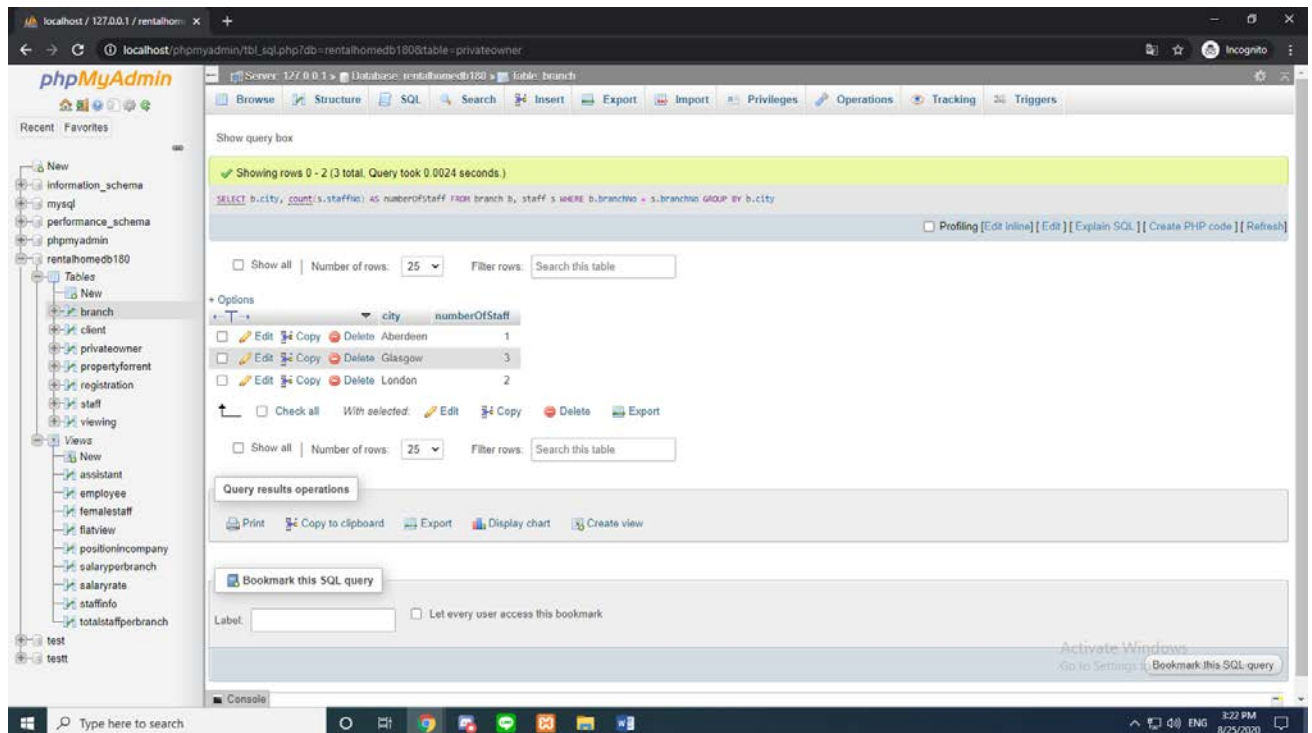 localhost / 127.0.0.1 / rentalhom
localhost/phpmyadmin/tbl_sql.php?db=rentalhomedb180&table=privateowner
Incognito
phpMyAdmin
Recent Favorites
New
information_schema
mysql
performance_schema
phpmyadmin
rentalhomedb180
Tables
New
branch
client
privateowner
propertyforrent
registration
staff
viewing
Views
New
assistant
employee
femalestaff
flatview
positionincompany
salaryperbranch
salaryrate
staffinfo
totalstaffperbranch
test
testt
Server: 127.0.0.1 » Database: rentalhomedb180 » Table: branch
Browse Structure SQL Search Insert Export Import Privileges Operations Tracking Triggers
Show query box
Showing rows 0 - 2 (3 total, Query took 0.0024 seconds.)
SELECT b.city, count(s.staffNo) AS numberOfStaff FROM branch b, staff s WHERE b.branchNo = s.branchNo GROUP BY b.city
Profiling [Edit inline] [ Edit ] [ Explain SQL ] [ Create PHP code ] [ Refresh]
Show all | Number of rows: 25 Filter rows: Search this table
+ Options
city numberOfStaff
Edit Copy Delete Aberdeen 1
Edit Copy Delete Glasgow 3
Edit Copy Delete London 2
Check all With selected: Edit Copy Delete Export
Show all | Number of rows: 25 Filter rows: Search this table
Query results operations
Print Copy to clipboard Export Display chart Create view
Bookmark this SQL query
Label: Let every user access this bookmark
Activate Windows
Go to Settings to
Bookmark this SQL query
Console
Type here to search
ENG
3:22 PM
8/25/2020